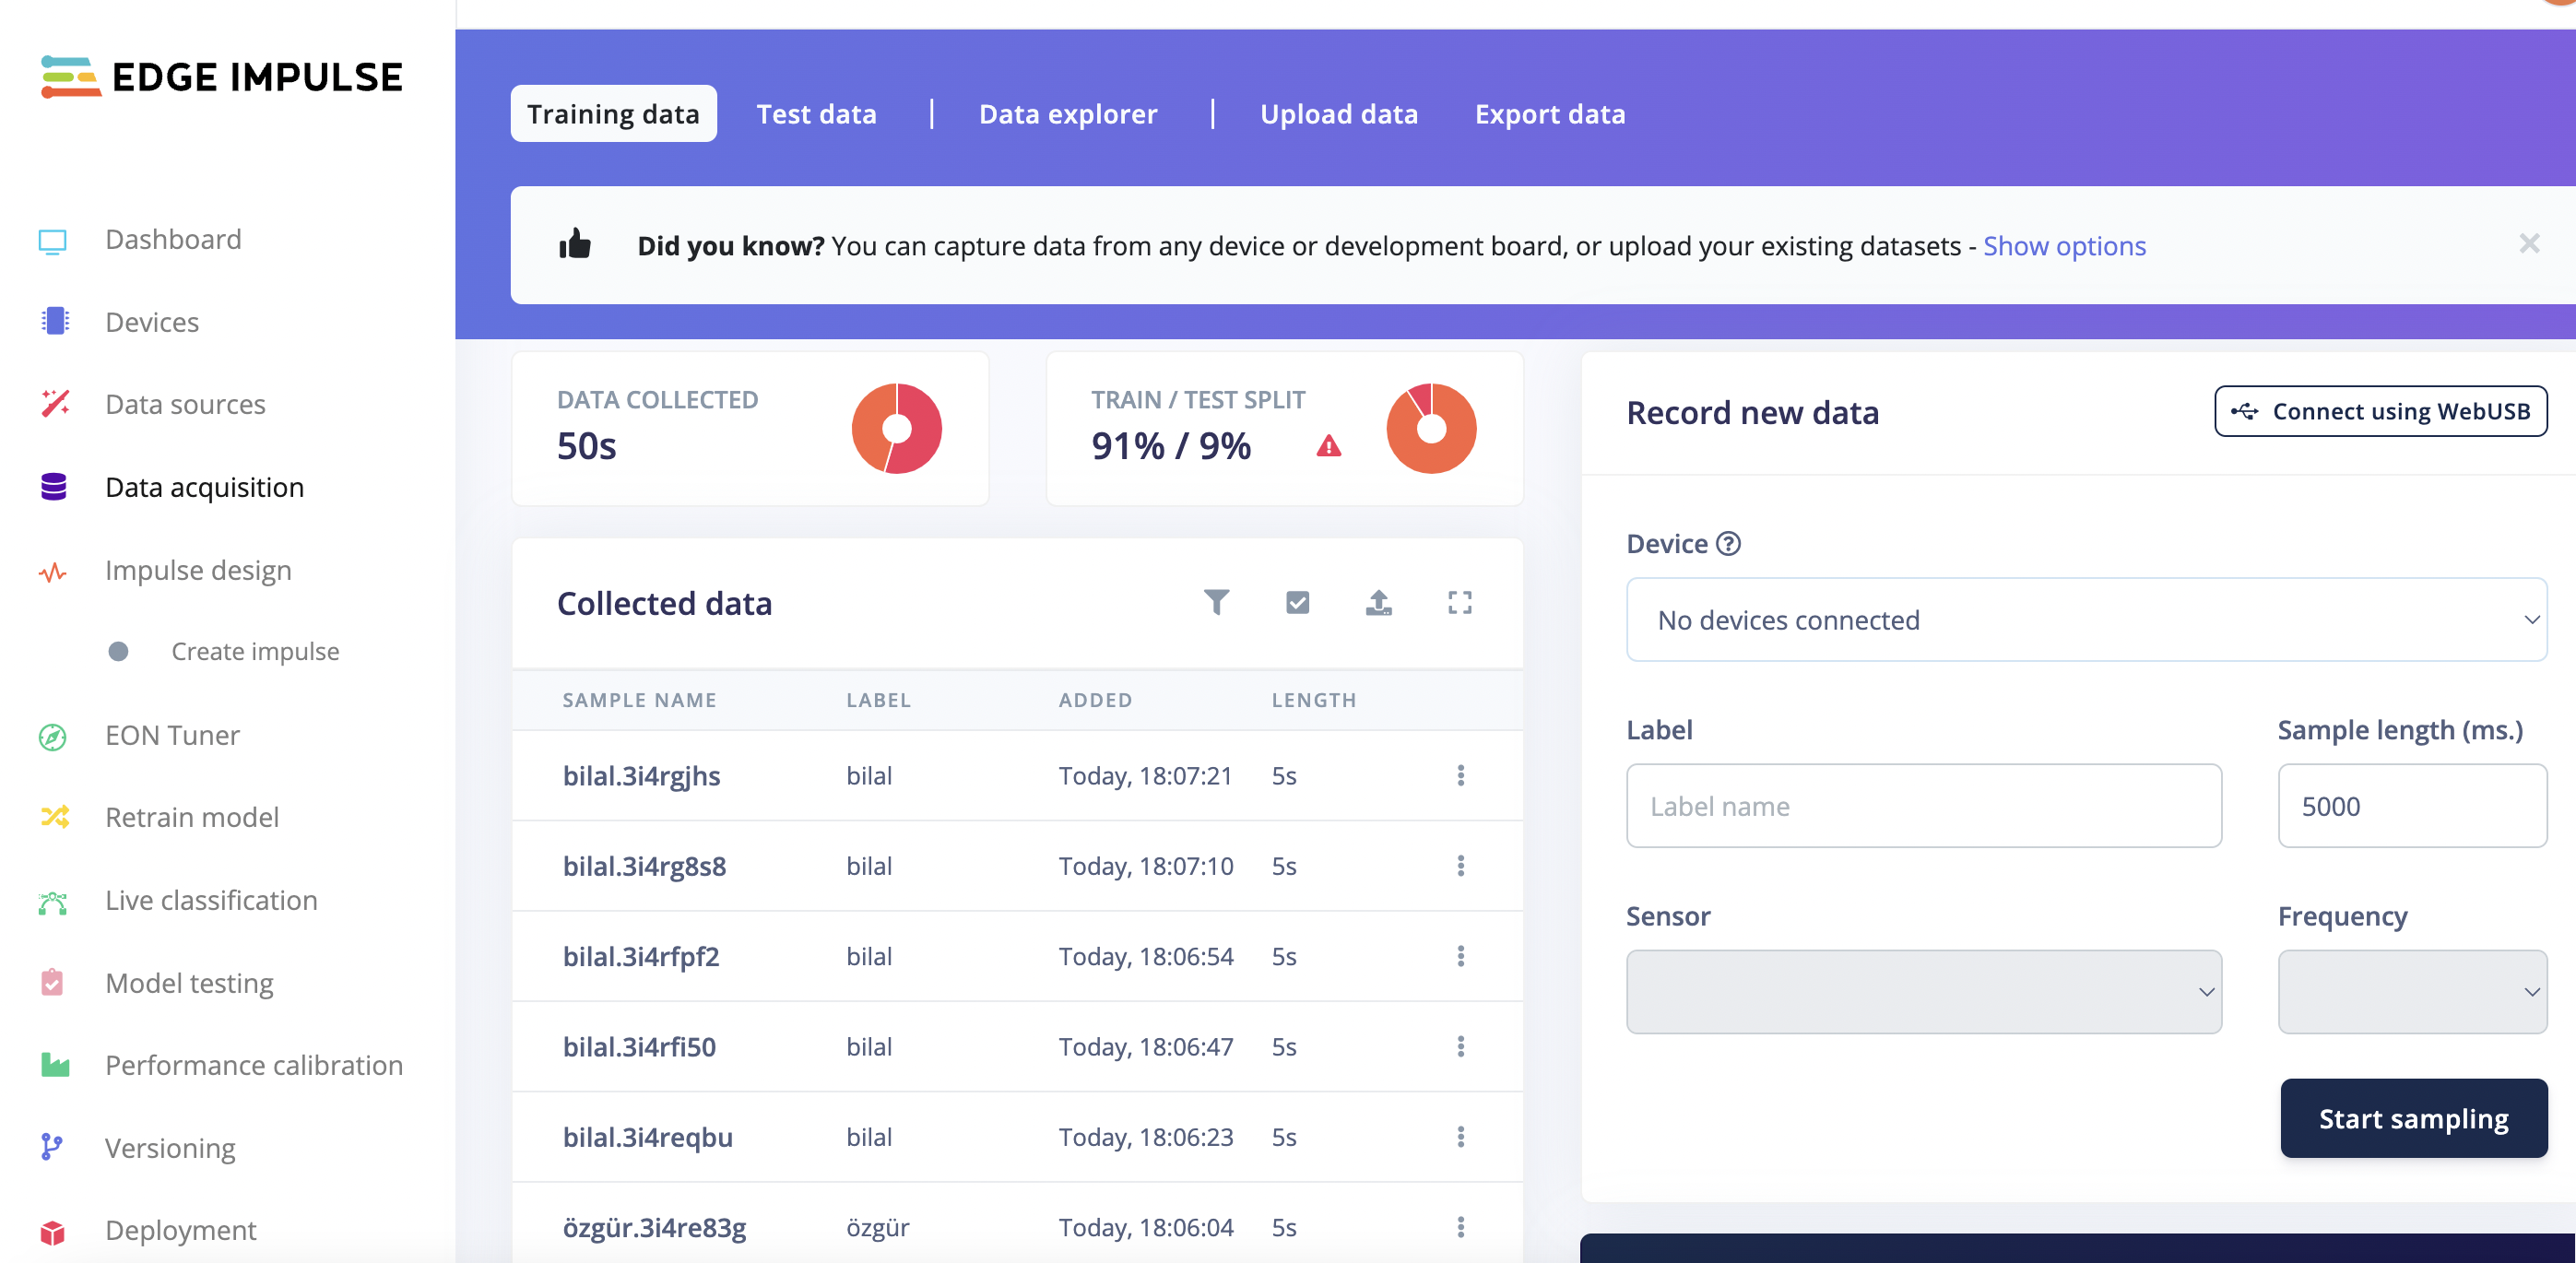 EDGE IMPULSE
Dashboard
Devices
Data sources
Data acquisition
Impulse design
Create impulse
EON Tuner
Retrain model
Live classification
Model testing
Performance calibration
Versioning
Deployment
Training data Test data | Data explorer | Upload data Export data
Did you know? You can capture data from any device or development board, or upload your existing datasets - Show options
DATA COLLECTED
50s
TRAIN / TEST SPLIT
91% / 9%
Collected data
SAMPLE NAME LABEL ADDED LENGTH
bilal.3i4rgjhs bilal Today, 18:07:21 5s
bilal.3i4rg8s8 bilal Today, 18:07:10 5s
bilal.3i4rfpf2 bilal Today, 18:06:54 5s
bilal.3i4rfi50 bilal Today, 18:06:47 5s
bilal.3i4reqbu bilal Today, 18:06:23 5s
özgür.3i4re83g özgür Today, 18:06:04 5s
Record new data
Connect using WebUSB
Device ?
No devices connected
Label Sample length (ms.)
Label name 5000
Sensor Frequency
Start sampling